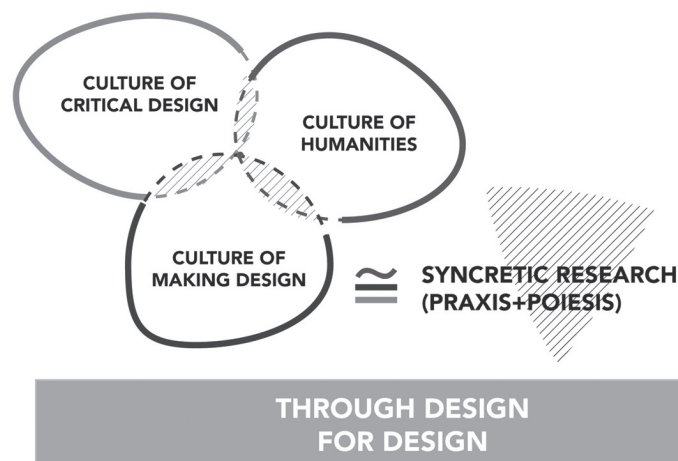 CULTURE OF
CRITICAL DESIGN
CULTURE OF
HUMANITIES
CULTURE OF
MAKING DESIGN
≅ SYNCRETIC RESEARCH
(PRAXIS+POIESIS)
THROUGH DESIGN
FOR DESIGN